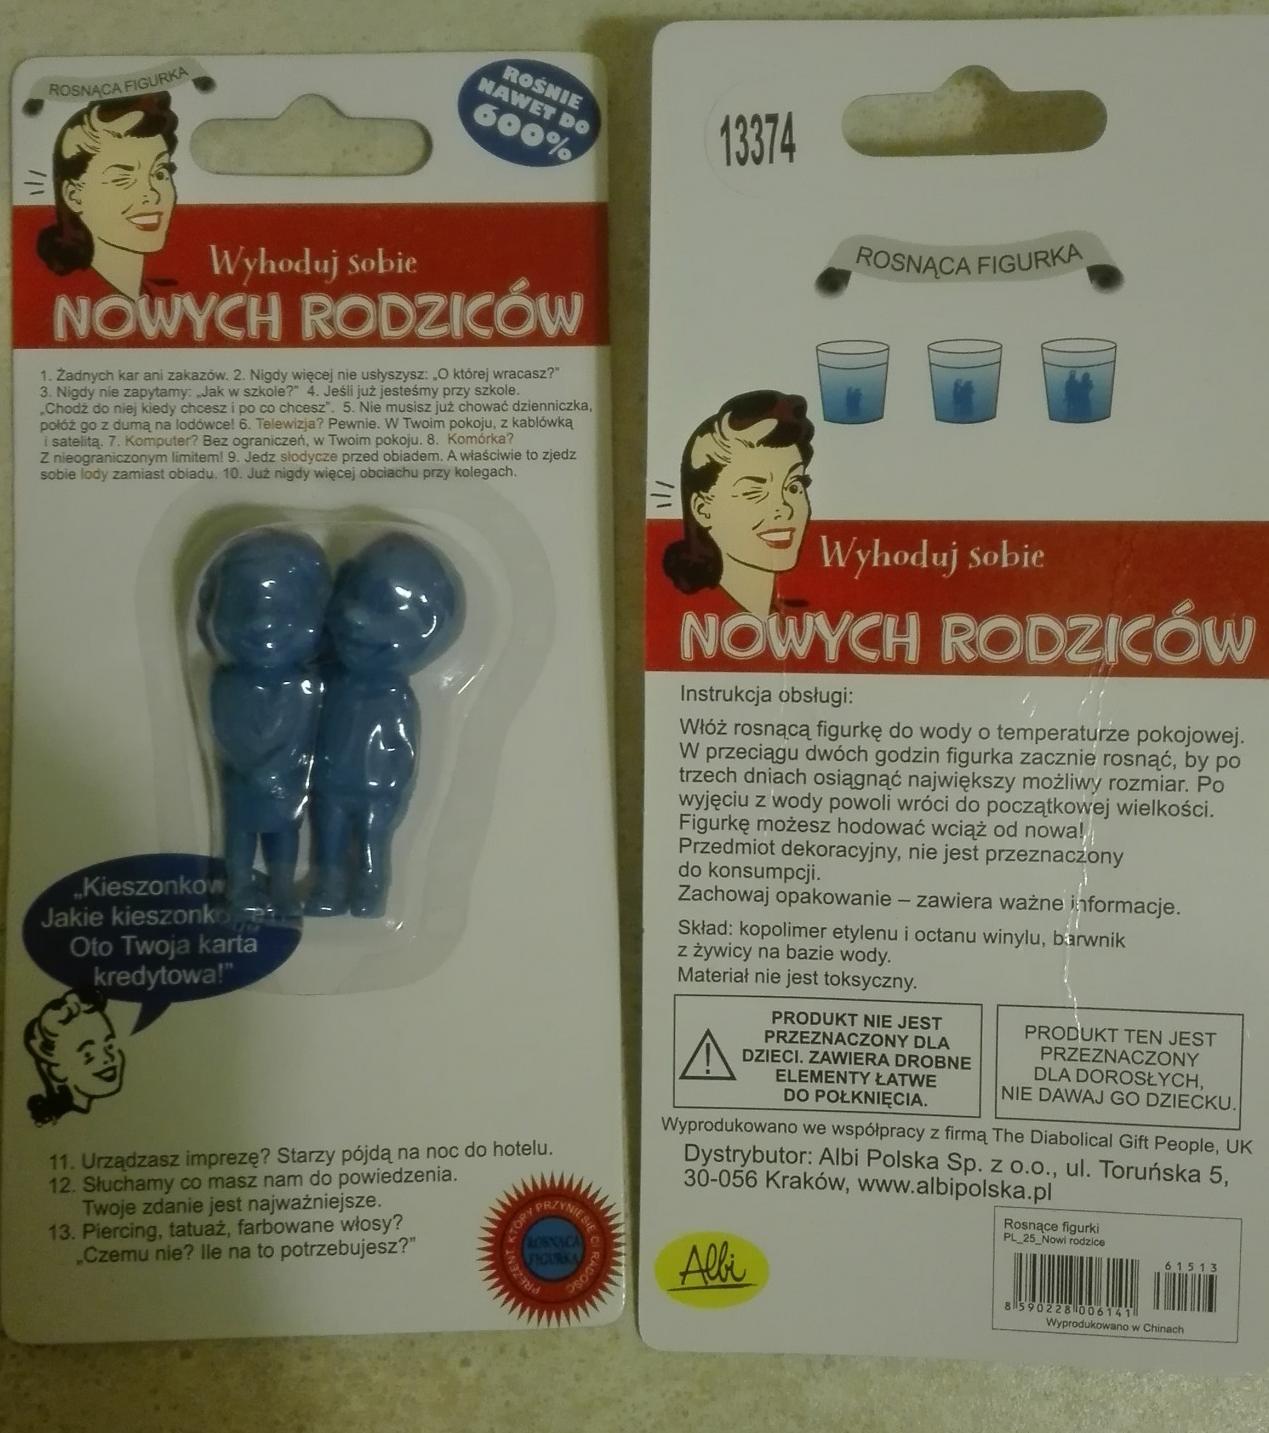 ROSNĄCA FIGURKA
ROŚNIE
NAWET DO
600%
Wyhoduj sobie
NOWYCH RODZICÓW
1. Żadnych kar ani zakazów. 2. Nigdy więcej nie usłyszysz: „O której wracasz?”
3. Nigdy nie zapytamy: „Jak w szkole?” 4. Jeśli już jesteśmy przy szkole.
„Chodź do niej kiedy chcesz i po co chcesz”. 5. Nie musisz już chować dzienniczka,
połóż go z dumą na lodówce! 6. Telewizja? Pewnie. W Twoim pokoju, z kablówką
i satelitą. 7. Komputer? Bez ograniczeń, w Twoim pokoju. 8. Komórka?
Z nieograniczonym limitem! 9. Jedz słodycze przed obiadem. A właściwie to zjedz
sobie lody zamiast obiadu. 10. Już nigdy więcej obciachu przy kolegach.
Jakie
Oto Twoja karta
kredytowa!”
11. Urządzasz imprezę? Starzy pójdą na noc do hotelu.
12. Słuchamy co masz nam do powiedzenia.
Twoje zdanie jest najważniejsze.
13. Piercing, tatuaż, farbowane włosy?
„Czemu nie? Ile na to potrzebujesz?”
PREZENT, KTÓRY PRZYNIESIE CI RADOŚĆ
ROSNĄCA
FIGURKA
13374
ROSNĄCA FIGURKA
Wyhoduj sobie
NOWYCH RODZICÓW
Instrukcja obsługi:
Włóż rosnącą figurkę do wody o temperaturze pokojowej.
W przeciągu dwóch godzin figurka zacznie rosnąć, by po
trzech dniach osiągnąć największy możliwy rozmiar. Po
wyjęciu z wody powoli wróci do początkowej wielkości.
Figurkę możesz hodować wciąż od nowa!
Przedmiot dekoracyjny, nie jest przeznaczony
do konsumpcji.
Zachowaj opakowanie – zawiera ważne informacje.
Skład: kopolimer etylenu i octanu winylu, barwnik
z żywicy na bazie wody.
Materiał nie jest toksyczny.
PRODUKT NIE JEST
PRZEZNACZONY DLA
DZIECI. ZAWIERA DROBNE
ELEMENTY ŁATWE
DO POŁKNIĘCIA.
PRODUKT TEN JEST
PRZEZNACZONY
DLA DOROSŁYCH,
NIE DAWAJ GO DZIECKU.
Wyprodukowano we współpracy z firmą The Diabolical Gift People, UK
Dystrybutor: Albi Polska Sp. z o.o., ul. Toruńska 5,
30-056 Kraków, www.albipolska.pl
Albi
Rosnące figurki
PL_25_Nowi rodzice
61513
8 590228 006141
Wyprodukowano w Chinach